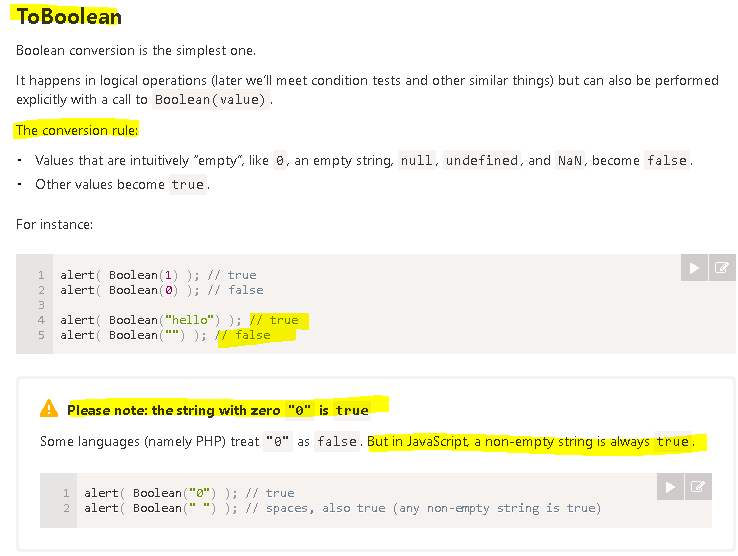 ToBoolean
Boolean conversion is the simplest one.
It happens in logical operations (later we’ll meet condition tests and other similar things) but can also be performed
explicitly with a call to Boolean(value).
The conversion rule:
• Values that are intuitively “empty”, like 0, an empty string, null, undefined, and NaN, become false.
• Other values become true.
For instance:
1 alert( Boolean(1) ); // true
2 alert( Boolean(0) ); // false
3
4 alert( Boolean("hello") ); // true
5 alert( Boolean("") ); // false
Please note: the string with zero "0" is true
Some languages (namely PHP) treat "0" as false. But in JavaScript, a non-empty string is always true.
1 alert( Boolean("0") ); // true
2 alert( Boolean(" ") ); // spaces, also true (any non-empty string is true)